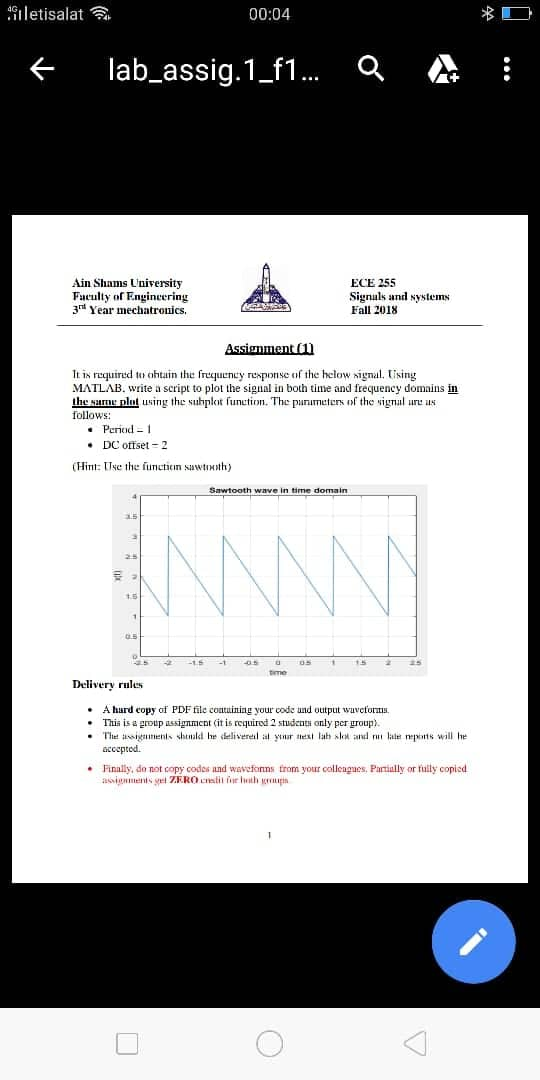 4G
etisalat
00:04
lab_assig.1_f1...
Ain Shams University
Faculty of Engineering
3rd Year mechatronics.
ECE 255
Signals and systems
Fall 2018
Assignment (1)
It is required to obtain the frequency response of the below signal. Using
MATLAB, write a script to plot the signal in both time and frequency domains in
the same plot using the subplot function. The parameters of the signal are as
follows:
• Period = 1
• DC offset = 2
(Hint: Use the function sawtooth)
Sawtooth wave in time domain
4
3.5
3
2.5
2
1.5
1
0.5
0
x(t)
-2.5 -2 -1.5 -1 -0.5 0 0.5 1 1.5 2 2.5
time
Delivery rules
• A hard copy of PDF file containing your code and output waveforms.
• This is a group assignment (it is required 2 students only per group).
• The assignments should be delivered at your next lab slot and no late reports will be
accepted.
• Finally, do not copy codes and waveforms from your colleagues. Partially or fully copied
assignments get ZERO credit for both groups.
1